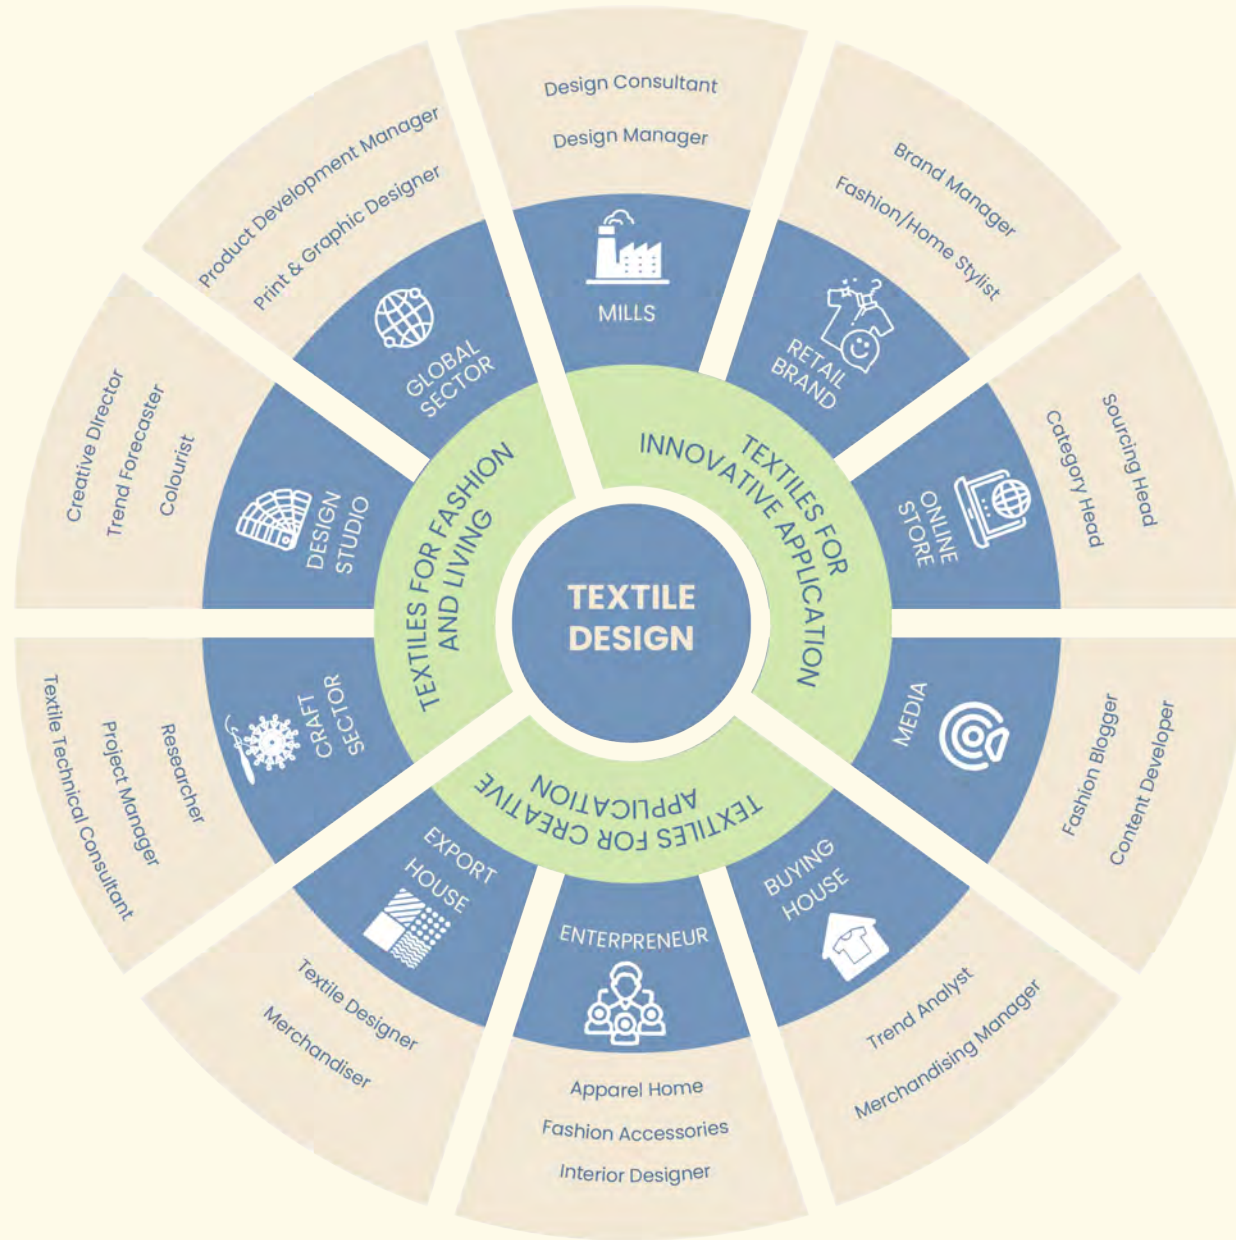 TEXTILE
DESIGN
TEXTILES FOR
INNOVATIVE APPLICATION
TEXTILES FOR CREATIVE
APPLICATION
TEXTILES FOR FASHION
AND LIVING
MILLS
Design Consultant
Design Manager
RETAIL
BRAND
Brand Manager
Fashion/Home Stylist
ONLINE
STORE
Sourcing Head
Category Head
MEDIA
Fashion Blogger
Content Developer
BUYING
HOUSE
Trend Analyst
Merchandising Manager
ENTERPRENEUR
Apparel Home
Fashion Accessories
Interior Designer
EXPORT
HOUSE
Textile Designer
Merchandiser
CRAFT
SECTOR
Researcher
Project Manager
Textile Technical Consultant
DESIGN
STUDIO
Creative DIrector
Trend Forecaster
Colourist
GLOBAL
SECTOR
Product Development Manager
Print & Graphic Designer